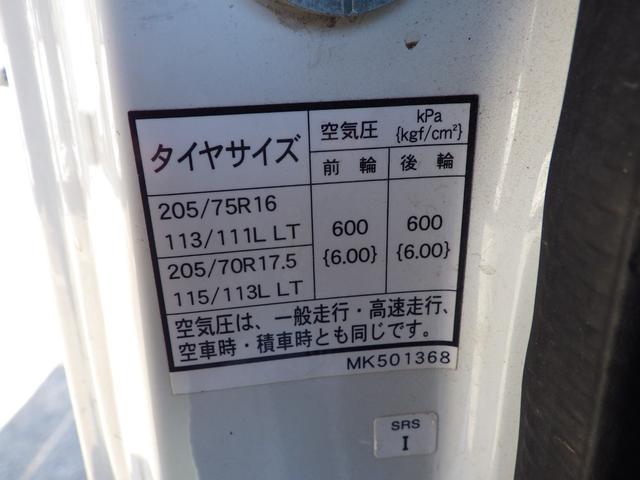 タイヤサイズ
空気圧 kPa {kgf/cm²}
前輪 後輪
205/75R16
113/111L LT
205/70R17.5
115/113L LT
600 {6.00}
600 {6.00}
空気圧は、一般走行・高速走行、
空車時・積車時とも同じです。
MK501368
SRS
I